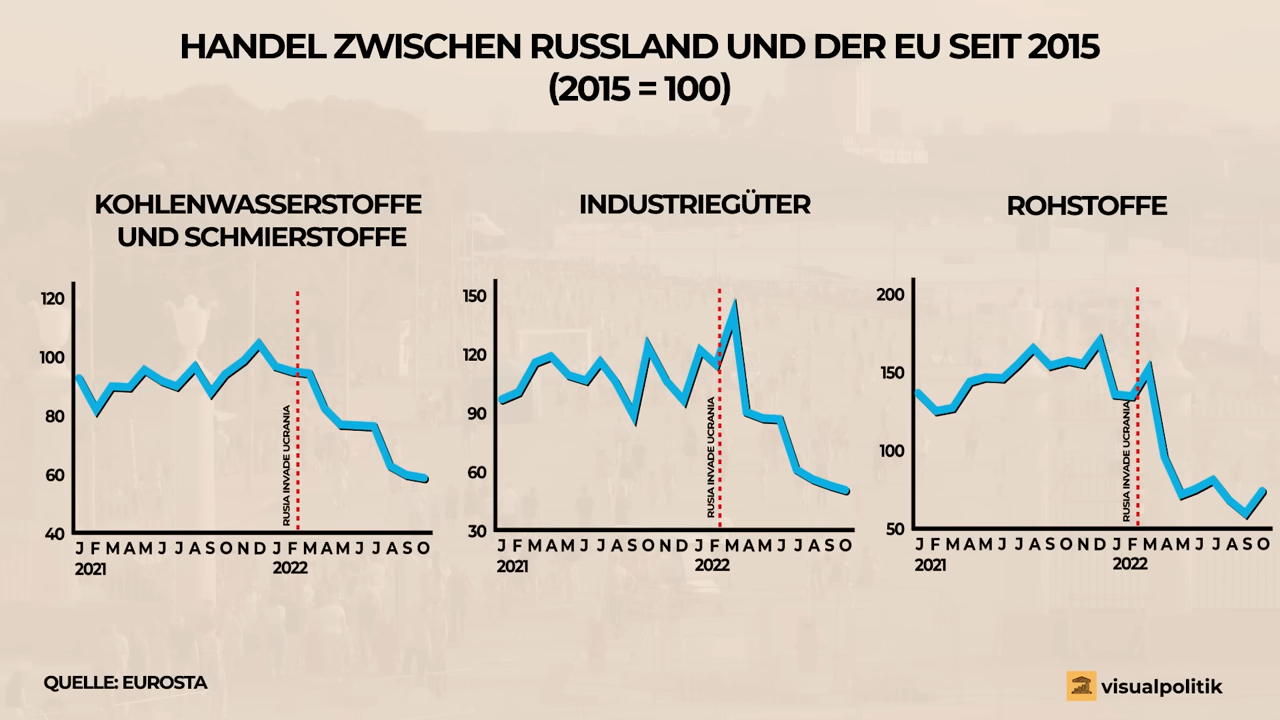 HANDEL ZWISCHEN RUSSLAND UND DER EU SEIT 2015
(2015 = 100)
KOHLENWASSERSTOFFE
UND SCHMIERSTOFFE
120
100
80
60
40
RUSIA INVADE UCRANIA
J F M A M J J A S O N D J F M A M J J A S O
2021 2022
INDUSTRIEGÜTER
150
120
90
60
30
RUSIA INVADE UCRANIA
J F M A M J J A S O N D J F M A M J J A S O
2021 2022
ROHSTOFFE
200
150
100
50
RUSIA INVADE UCRANIA
J F M A M J J A S O N D J F M A M J J A S O
2021 2022
QUELLE: EUROSTA
visualpolitik